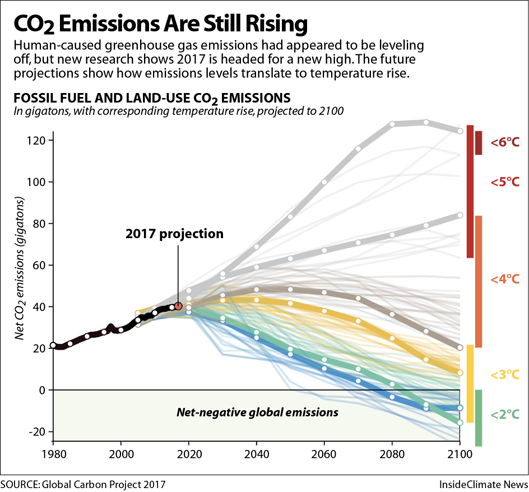 CO2 Emissions Are Still Rising
Human-caused greenhouse gas emissions had appeared to be leveling
off, but new research shows 2017 is headed for a new high. The future
projections show how emissions levels translate to temperature rise.
FOSSIL FUEL AND LAND-USE CO2 EMISSIONS
In gigatons, with corresponding temperature rise, projected to 2100
Net CO2 emissions (gigatons)
120
100
80
60
40
20
0
-20
2017 projection
<6°C
<5°C
<4°C
<3°C
<2°C
Net-negative global emissions
1980 2000 2020 2040 2060 2080 2100
SOURCE: Global Carbon Project 2017 InsideClimate News